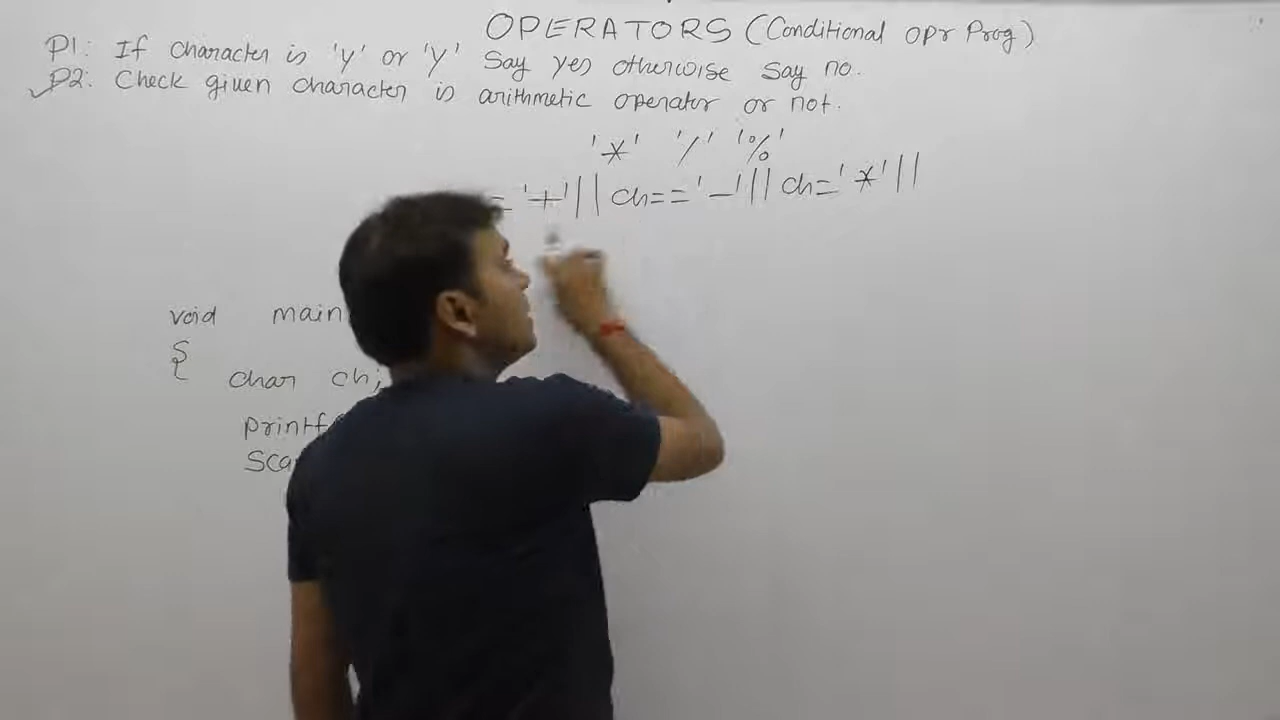 OPERATORS (Conditional opr Prog)
P1: If character is 'y' or 'Y' Say yes otherwise say no.
P2: Check given character is arithmetic operator or not.
'*' '/' '%'
= '+' || ch == '-' || ch = '*' ||
void main
{
char ch;
printf
sca